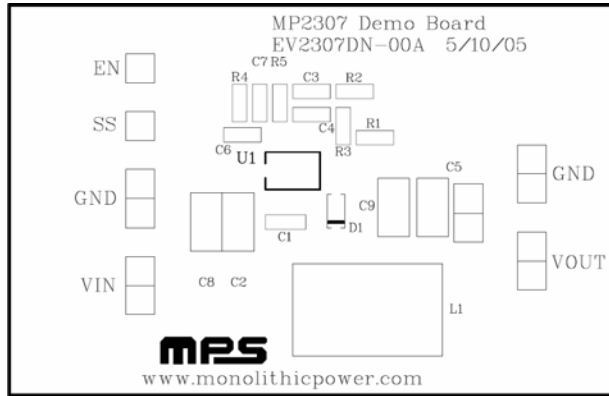 MP2307 Demo Board
EV2307DN-00A 5/10/05
EN
C7 R5
R4 C3 R2
SS
C4 R1
C6 R3
U1
GND
C5 GND
C9
C1 D1
VIN
VOUT
C8 C2
L1
mps
www.monolithicpower.com